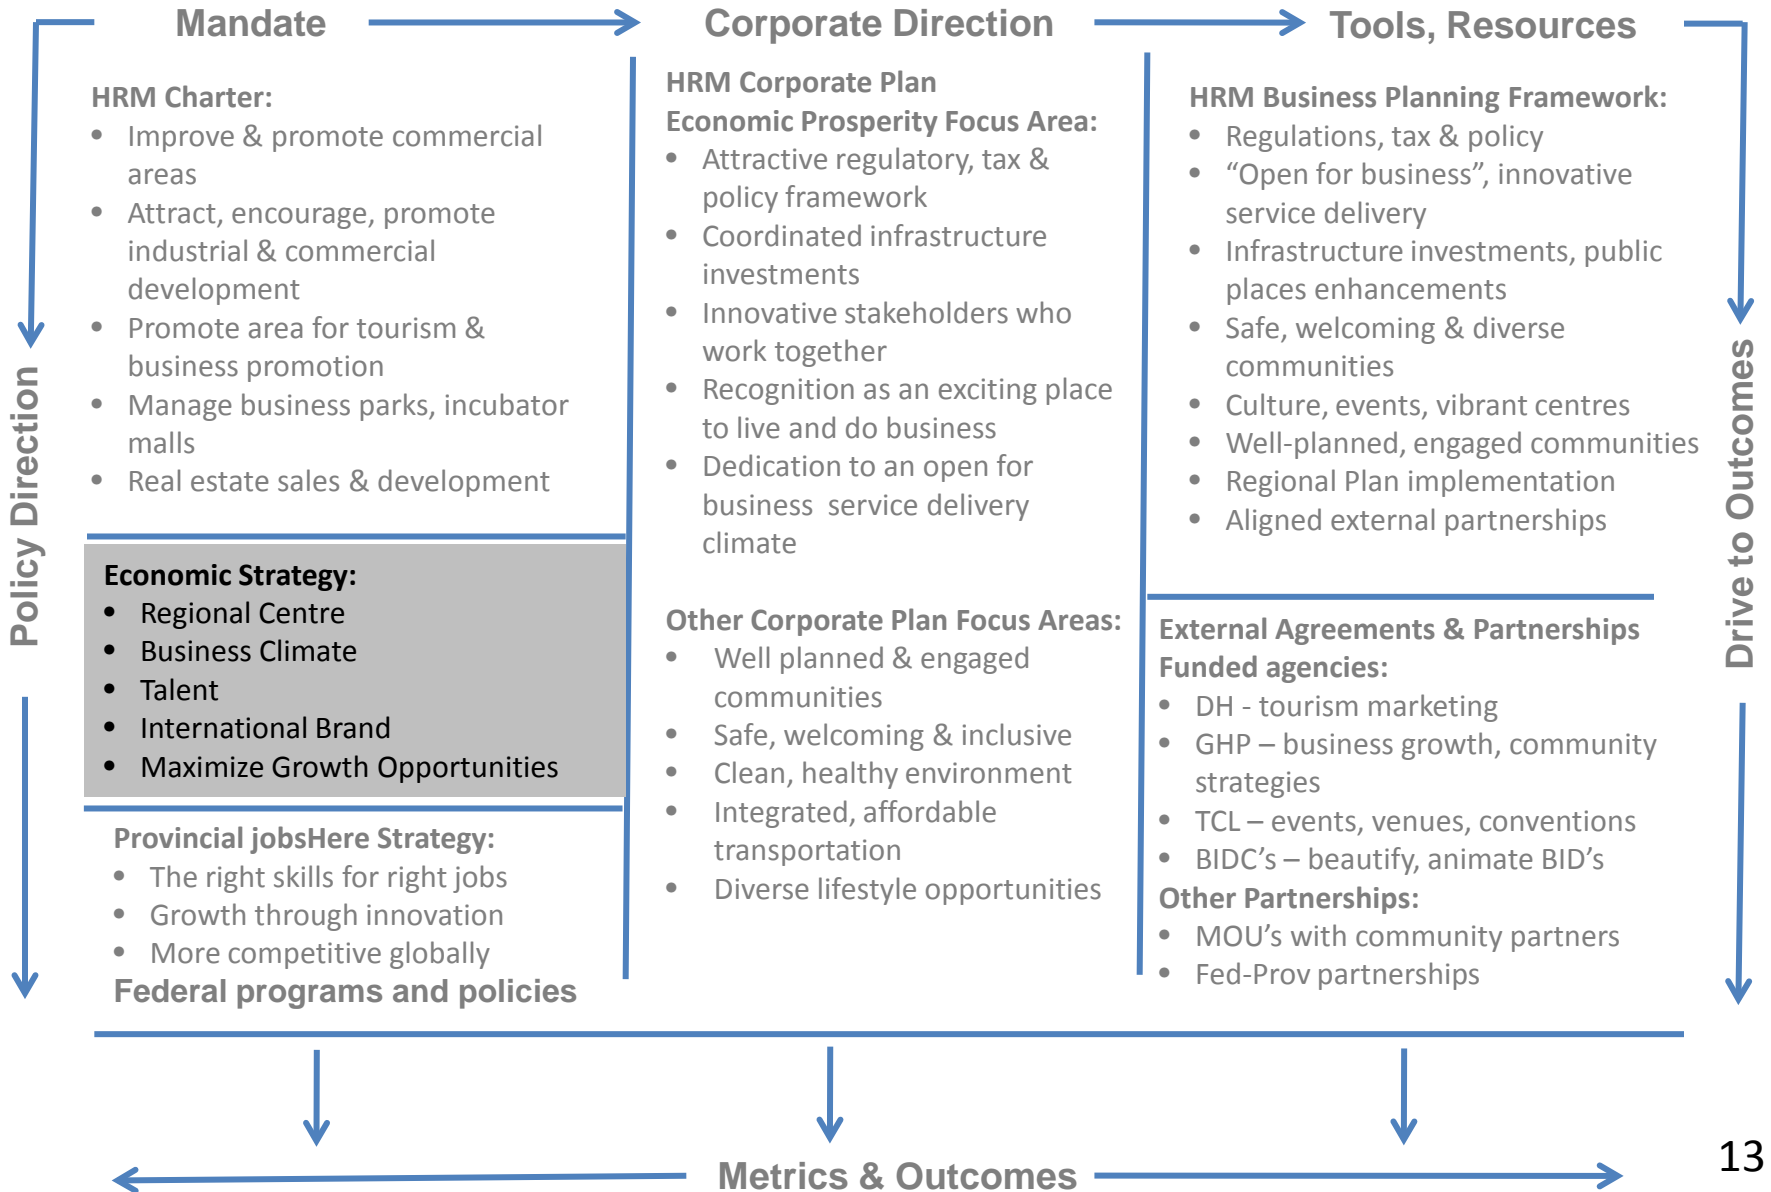 Mandate
Corporate Direction
Tools, Resources
Policy Direction
HRM Charter:
• Improve & promote commercial
areas
• Attract, encourage, promote
industrial & commercial
development
• Promote area for tourism &
business promotion
• Manage business parks, incubator
malls
• Real estate sales & development
Economic Strategy:
• Regional Centre
• Business Climate
• Talent
• International Brand
• Maximize Growth Opportunities
Provincial jobsHere Strategy:
• The right skills for right jobs
• Growth through innovation
• More competitive globally
Federal programs and policies
HRM Corporate Plan
Economic Prosperity Focus Area:
• Attractive regulatory, tax &
policy framework
• Coordinated infrastructure
investments
• Innovative stakeholders who
work together
• Recognition as an exciting place
to live and do business
• Dedication to an open for
business service delivery
climate
Other Corporate Plan Focus Areas:
• Well planned & engaged
communities
• Safe, welcoming & inclusive
• Clean, healthy environment
• Integrated, affordable
transportation
• Diverse lifestyle opportunities
HRM Business Planning Framework:
• Regulations, tax & policy
• “Open for business”, innovative
service delivery
• Infrastructure investments, public
places enhancements
• Safe, welcoming & diverse
communities
• Culture, events, vibrant centres
• Well-planned, engaged communities
• Regional Plan implementation
• Aligned external partnerships
External Agreements & Partnerships
Funded agencies:
• DH - tourism marketing
• GHP – business growth, community
strategies
• TCL – events, venues, conventions
• BIDC’s – beautify, animate BID’s
Other Partnerships:
• MOU’s with community partners
• Fed-Prov partnerships
Drive to Outcomes
Metrics & Outcomes
13